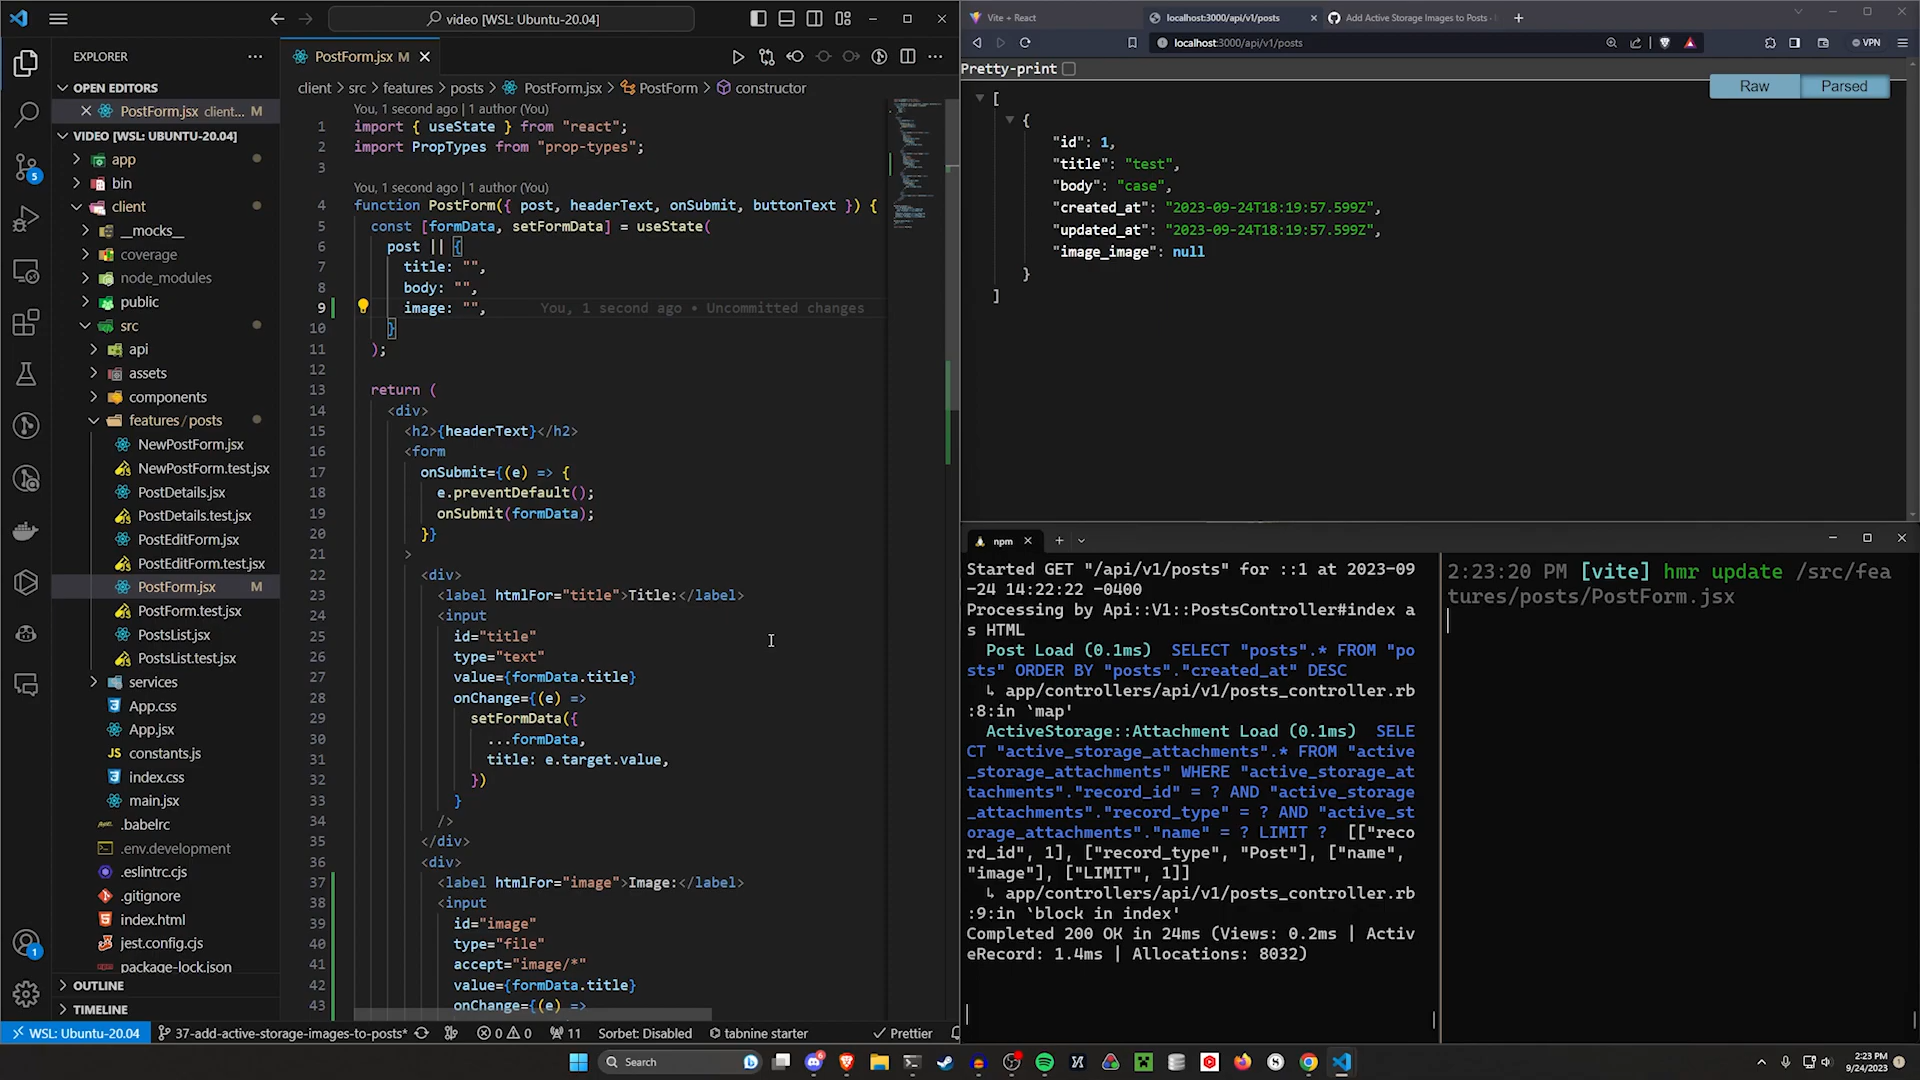 video [WSL: Ubuntu-20.04]
EXPLORER
OPEN EDITORS
PostForm.jsx client... M
VIDEO [WSL: UBUNTU-20.04]
app
bin
client
__mocks__
coverage
node_modules
public
src
api
assets
components
features/posts
NewPostForm.jsx
NewPostForm.test.jsx
PostDetails.jsx
PostDetails.test.jsx
PostEditForm.jsx
PostEditForm.test.jsx
PostForm.jsx M
PostForm.test.jsx
PostsList.jsx
PostsList.test.jsx
services
App.css
App.jsx
JS constants.js
index.css
main.jsx
.babelrc
.env.development
.eslintrc.cjs
.gitignore
index.html
jest.config.cjs
package-lock.json
OUTLINE
TIMELINE
5
1
PostForm.jsx M
client > src > features > posts > PostForm.jsx > PostForm > constructor
You, 1 second ago | 1 author (You)
1 import { useState } from "react";
2 import PropTypes from "prop-types";
3
You, 1 second ago | 1 author (You)
4 function PostForm({ post, headerText, onSubmit, buttonText }) {
5 const [formData, setFormData] = useState(
6 post || {
7 title: "",
8 body: "",
9 image: "", You, 1 second ago • Uncommitted changes
10 }
11 );
12
13 return (
14 <div>
15 <h2>{headerText}</h2>
16 <form
17 onSubmit={(e) => {
18 e.preventDefault();
19 onSubmit(formData);
20 }}
21 >
22 <div>
23 <label htmlFor="title">Title:</label>
24 <input
25 id="title"
26 type="text"
27 value={formData.title}
28 onChange={(e) =>
29 setFormData({
30 ...formData,
31 title: e.target.value,
32 })
33 }
34 />
35 </div>
36 <div>
37 <label htmlFor="image">Image:</label>
38 <input
39 id="image"
40 type="file"
41 accept="image/*"
42 value={formData.title}
43 onChange={(e) =>
WSL: Ubuntu-20.04 37-add-active-storage-images-to-posts* 0 0 11 Sorbet: Disabled tabnine starter Prettier
Vite + React
localhost:3000/api/v1/posts
Add Active Storage Images to Posts
localhost:3000/api/v1/posts
VPN
Pretty-print
Raw Parsed
[
{
"id": 1,
"title": "test",
"body": "case",
"created_at": "2023-09-24T18:19:57.599Z",
"updated_at": "2023-09-24T18:19:57.599Z",
"image_image": null
}
]
npm
Started GET "/api/v1/posts" for ::1 at 2023-09
-24 14:22:22 -0400
Processing by Api::V1::PostsController#index a
s HTML
Post Load (0.1ms) SELECT "posts".* FROM "po
sts" ORDER BY "posts"."created_at" DESC
↳ app/controllers/api/v1/posts_controller.rb
:8:in `map'
ActiveStorage::Attachment Load (0.1ms) SELE
CT "active_storage_attachments".* FROM "active
_storage_attachments" WHERE "active_storage_at
tachments"."record_id" = ? AND "active_storage
_attachments"."record_type" = ? AND "active_st
orage_attachments"."name" = ? LIMIT ? [["reco
rd_id", 1], ["record_type", "Post"], ["name",
"image"], ["LIMIT", 1]]
↳ app/controllers/api/v1/posts_controller.rb
:9:in `block in index'
Completed 200 OK in 24ms (Views: 0.2ms | Activ
eRecord: 1.4ms | Allocations: 8032)
2:23:20 PM [vite] hmr update /src/fea
tures/posts/PostForm.jsx
Search
2:23 PM
9/24/2023